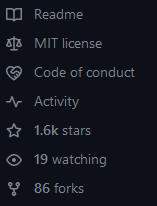 Readme
MIT license
Code of conduct
Activity
1.6k stars
19 watching
86 forks